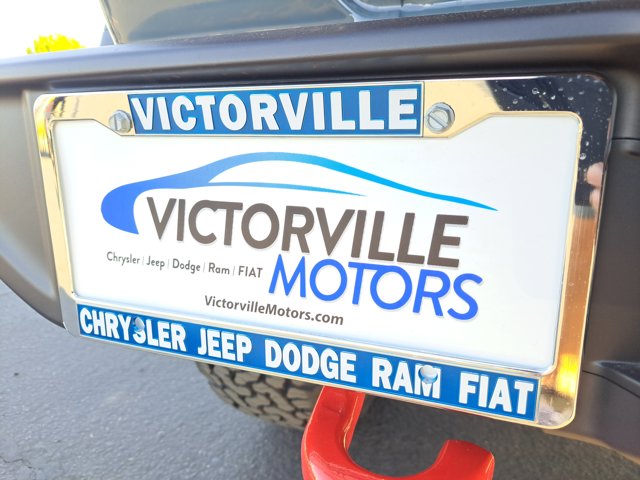 VICTORVILLE
VICTORVILLE
Chrysler | Jeep | Dodge | Ram | FIAT
MOTORS
VictorvilleMotors.com
CHRYSLER JEEP DODGE RAM FIAT